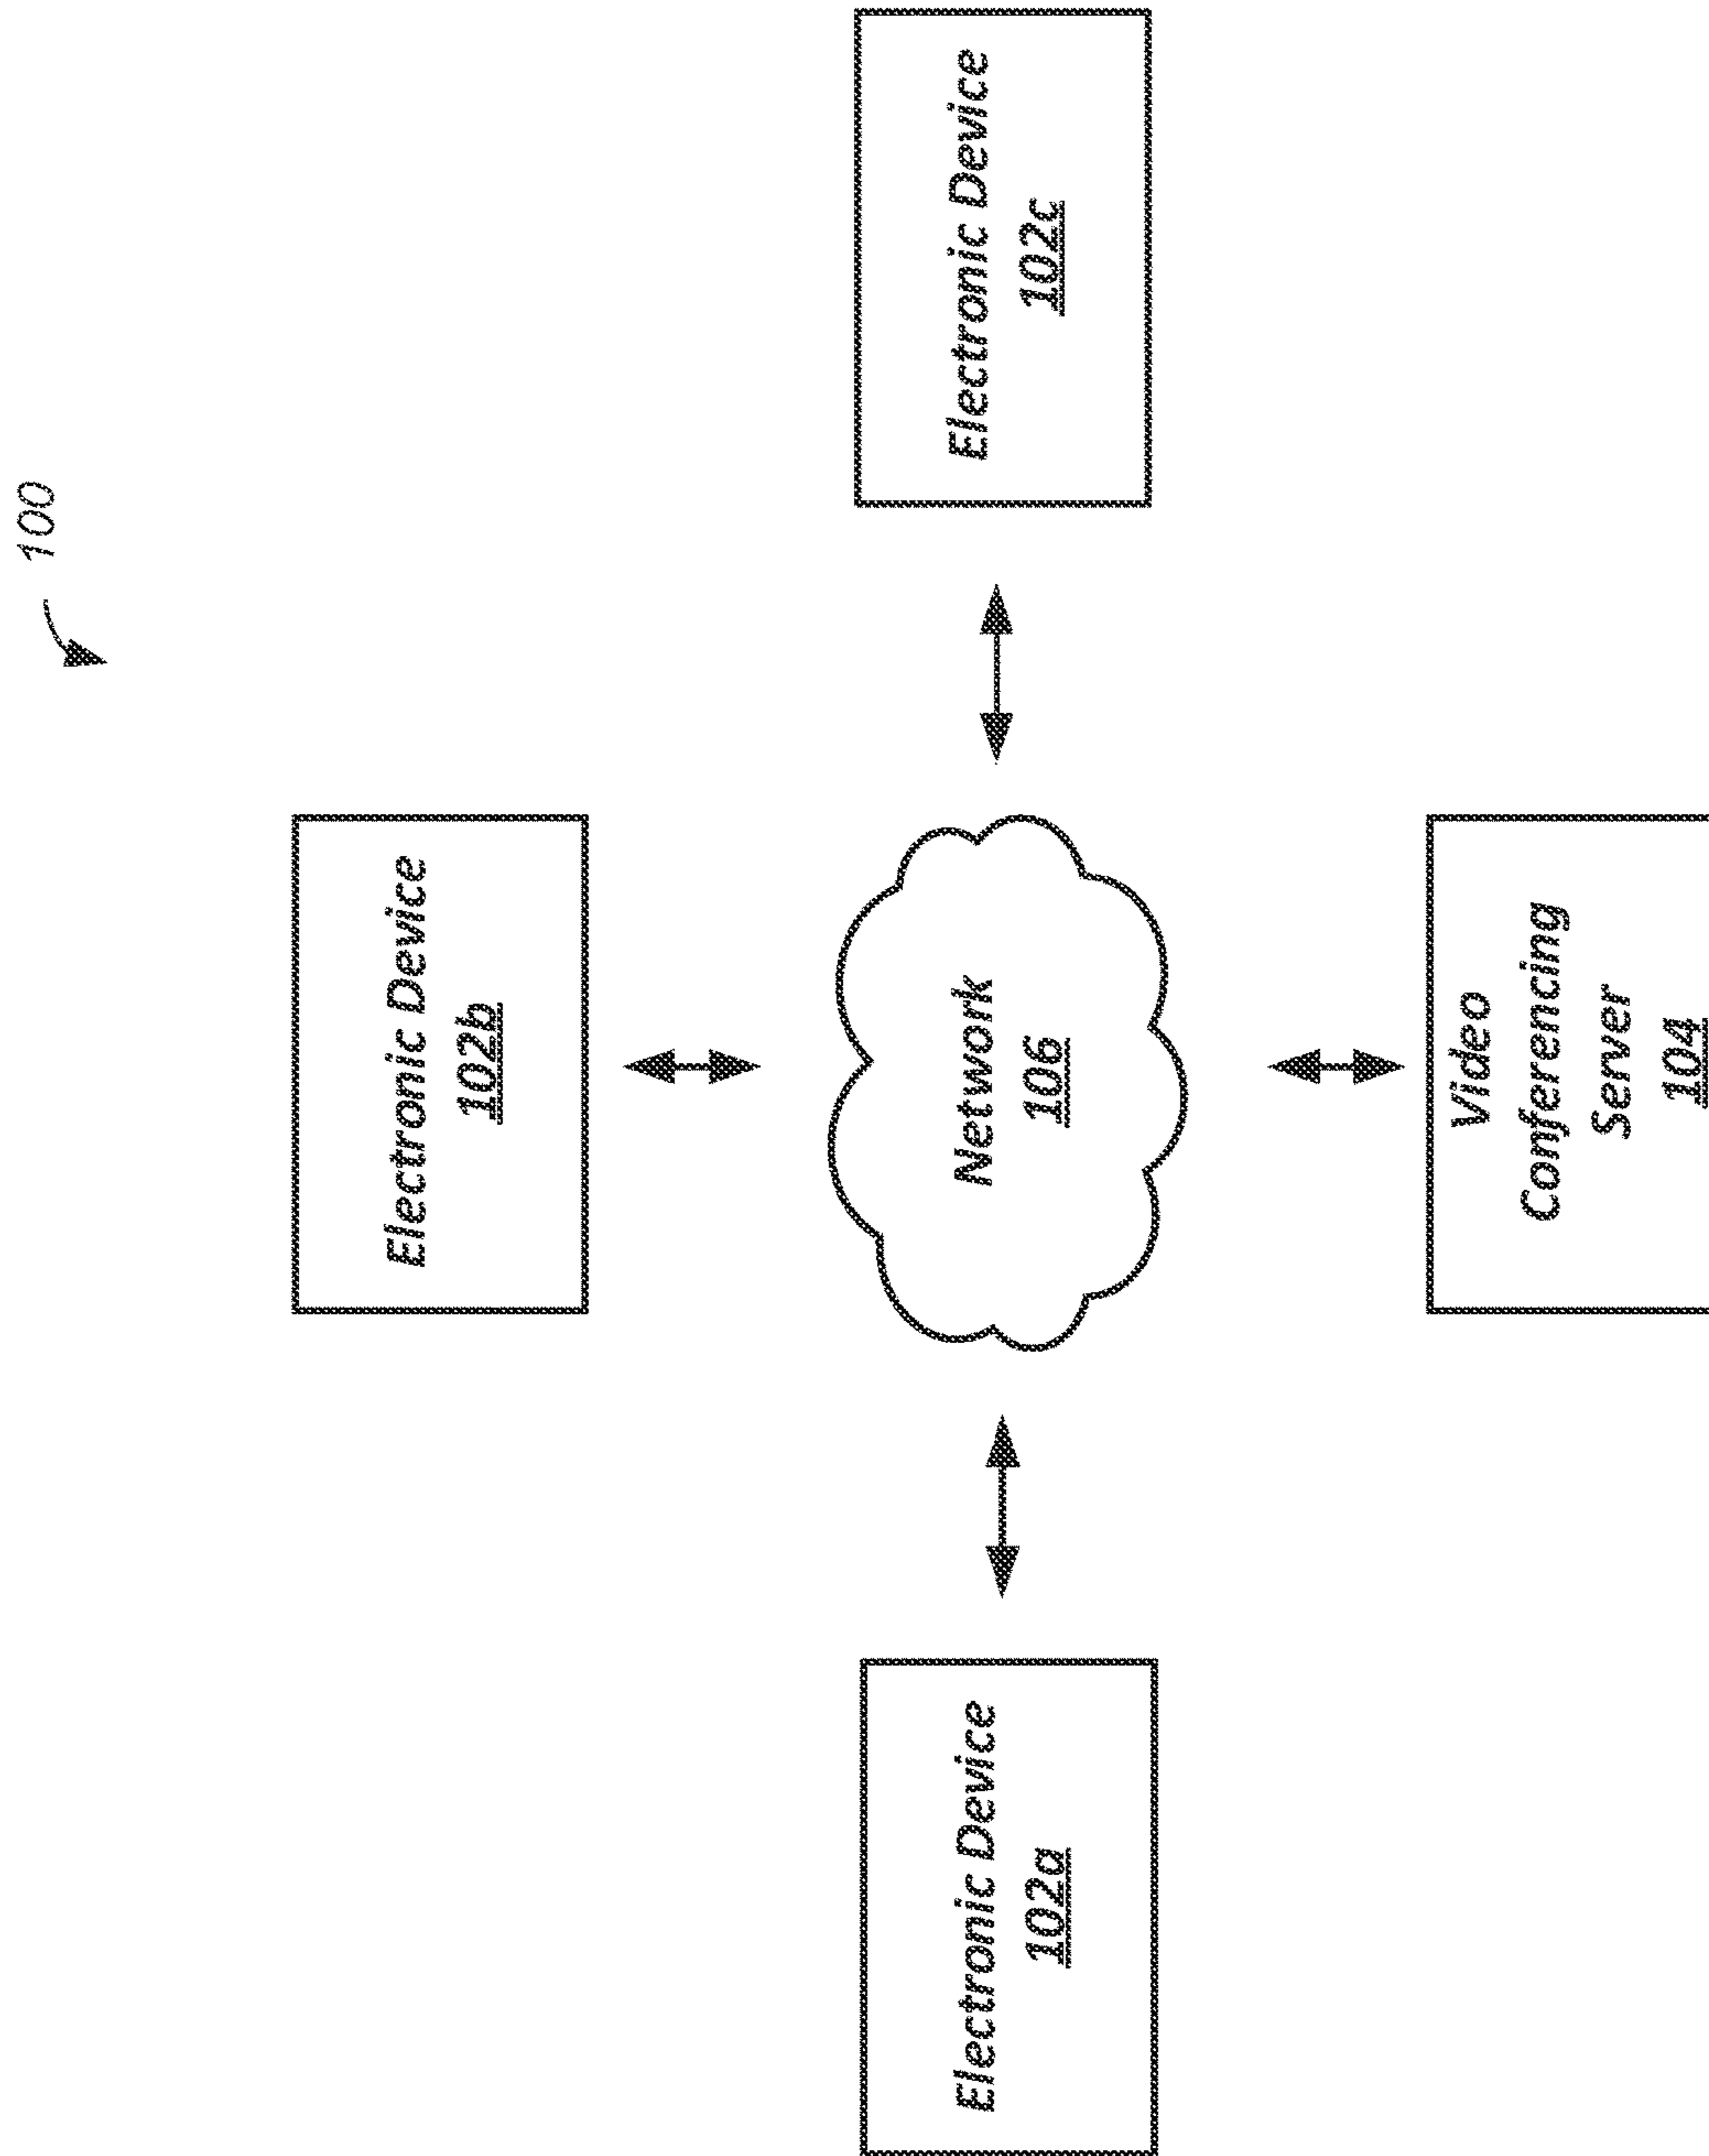 100
Electronic Device
102b
Electronic Device
102a
Network
106
Electronic Device
102c
Video
Conferencing
Server
104